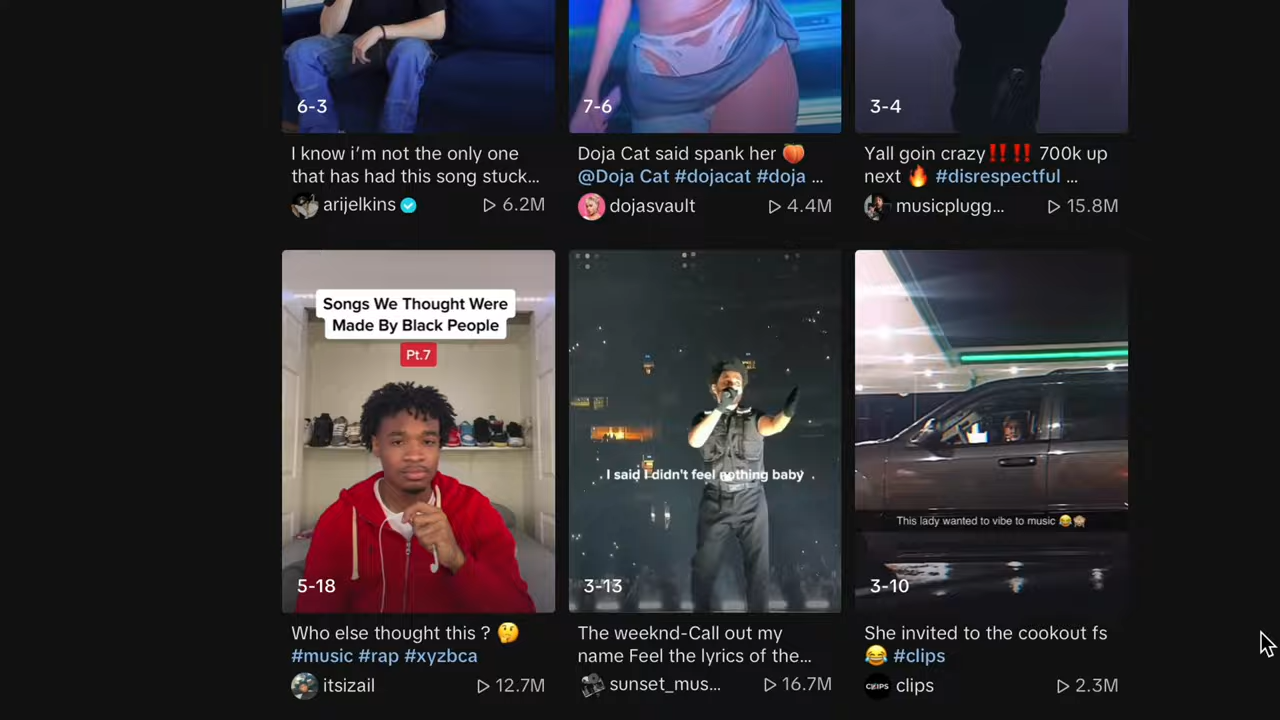 6-3
7-6
3-4
I know i’m not the only one
that has had this song stuck...
arijelkins
6.2M
Doja Cat said spank her 🍑
@Doja Cat #dojacat #doja ...
dojasvault
4.4M
Yall goin crazy‼️‼️ 700k up
next 🔥 #disrespectful ...
musicplugg...
15.8M
Songs We Thought Were
Made By Black People
Pt.7
5-18
I said I didn't feel nothing baby
3-13
This lady wanted to vibe to music 😂🙈
3-10
Who else thought this ? 🤔
#music #rap #xyzbca
itsizail
12.7M
The weeknd-Call out my
name Feel the lyrics of the...
sunset_mus...
16.7M
She invited to the cookout fs
😂 #clips
CLIPS
clips
2.3M